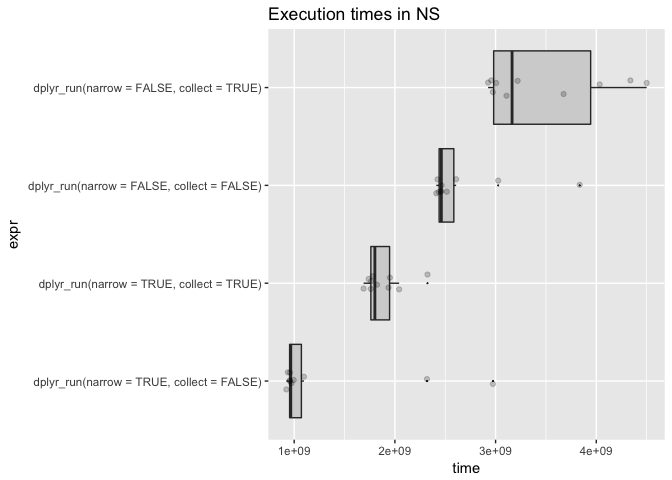 Execution times in NS
expr
dplyr_run(narrow = FALSE, collect = TRUE)
dplyr_run(narrow = FALSE, collect = FALSE)
dplyr_run(narrow = TRUE, collect = TRUE)
dplyr_run(narrow = TRUE, collect = FALSE)
1e+09 2e+09 3e+09 4e+09
time